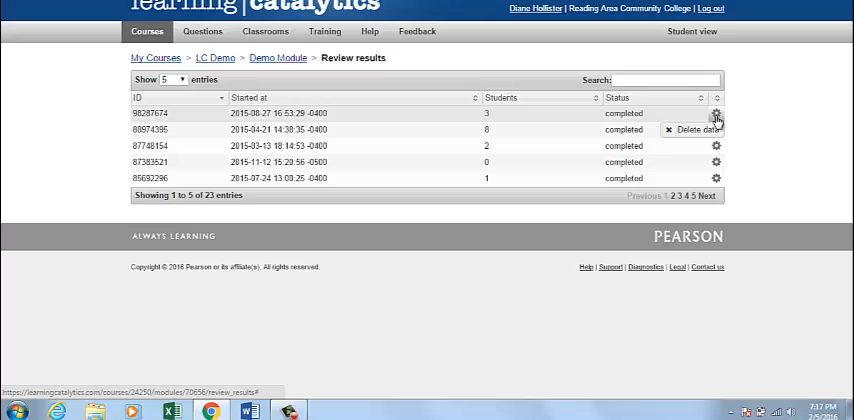 learning|catalytics
Diane Hollister | Reading Area Community College | Log out
Courses Questions Classrooms Training Help Feedback Student view
My Courses > LC Demo > Demo Module > Review results
Show 5 entries Search:
ID Started at Students Status
98287674 2015-08-27 16:53:29 -0400 3 completed
88974395 2015-04-21 14:38:35 -0400 8 completed
Delete data
87748154 2015-03-13 18:14:53 -0400 2 completed
87383521 2015-11-12 15:20:56 -0500 0 completed
85692296 2015-07-24 13:00:25 -0400 1 completed
Showing 1 to 5 of 23 entries Previous 1 2 3 4 5 Next
ALWAYS LEARNING PEARSON
Copyright © 2016 Pearson or its affiliate(s). All rights reserved. Help | Support | Diagnostics | Legal | Contact us
https://learningcatalytics.com/courses/24250/modules/70656/review_results#
7:17 PM
2/5/2016